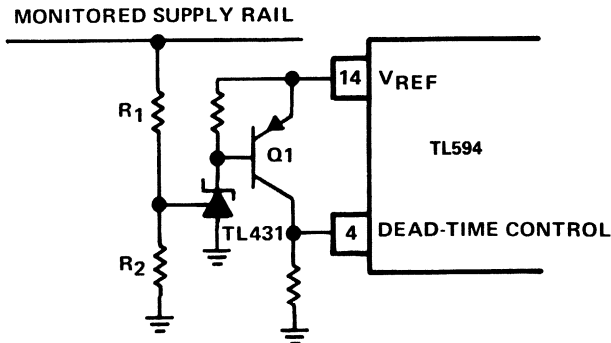 MONITORED SUPPLY RAIL
14
VREF
R1
Q1
TL594
TL431
4
DEAD-TIME CONTROL
R2